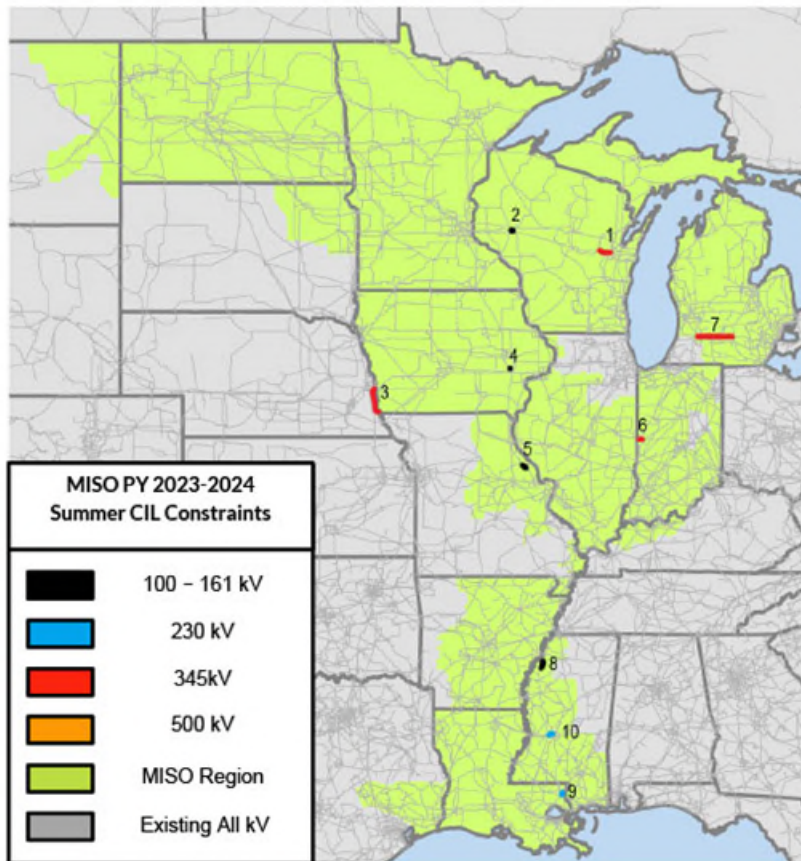 2
1
7
4
3
6
5
MISO PY 2023-2024
Summer CIL Constraints
100 – 161 kV
230 kV
345kV
500 kV
MISO Region
Existing All kV
8
10
9